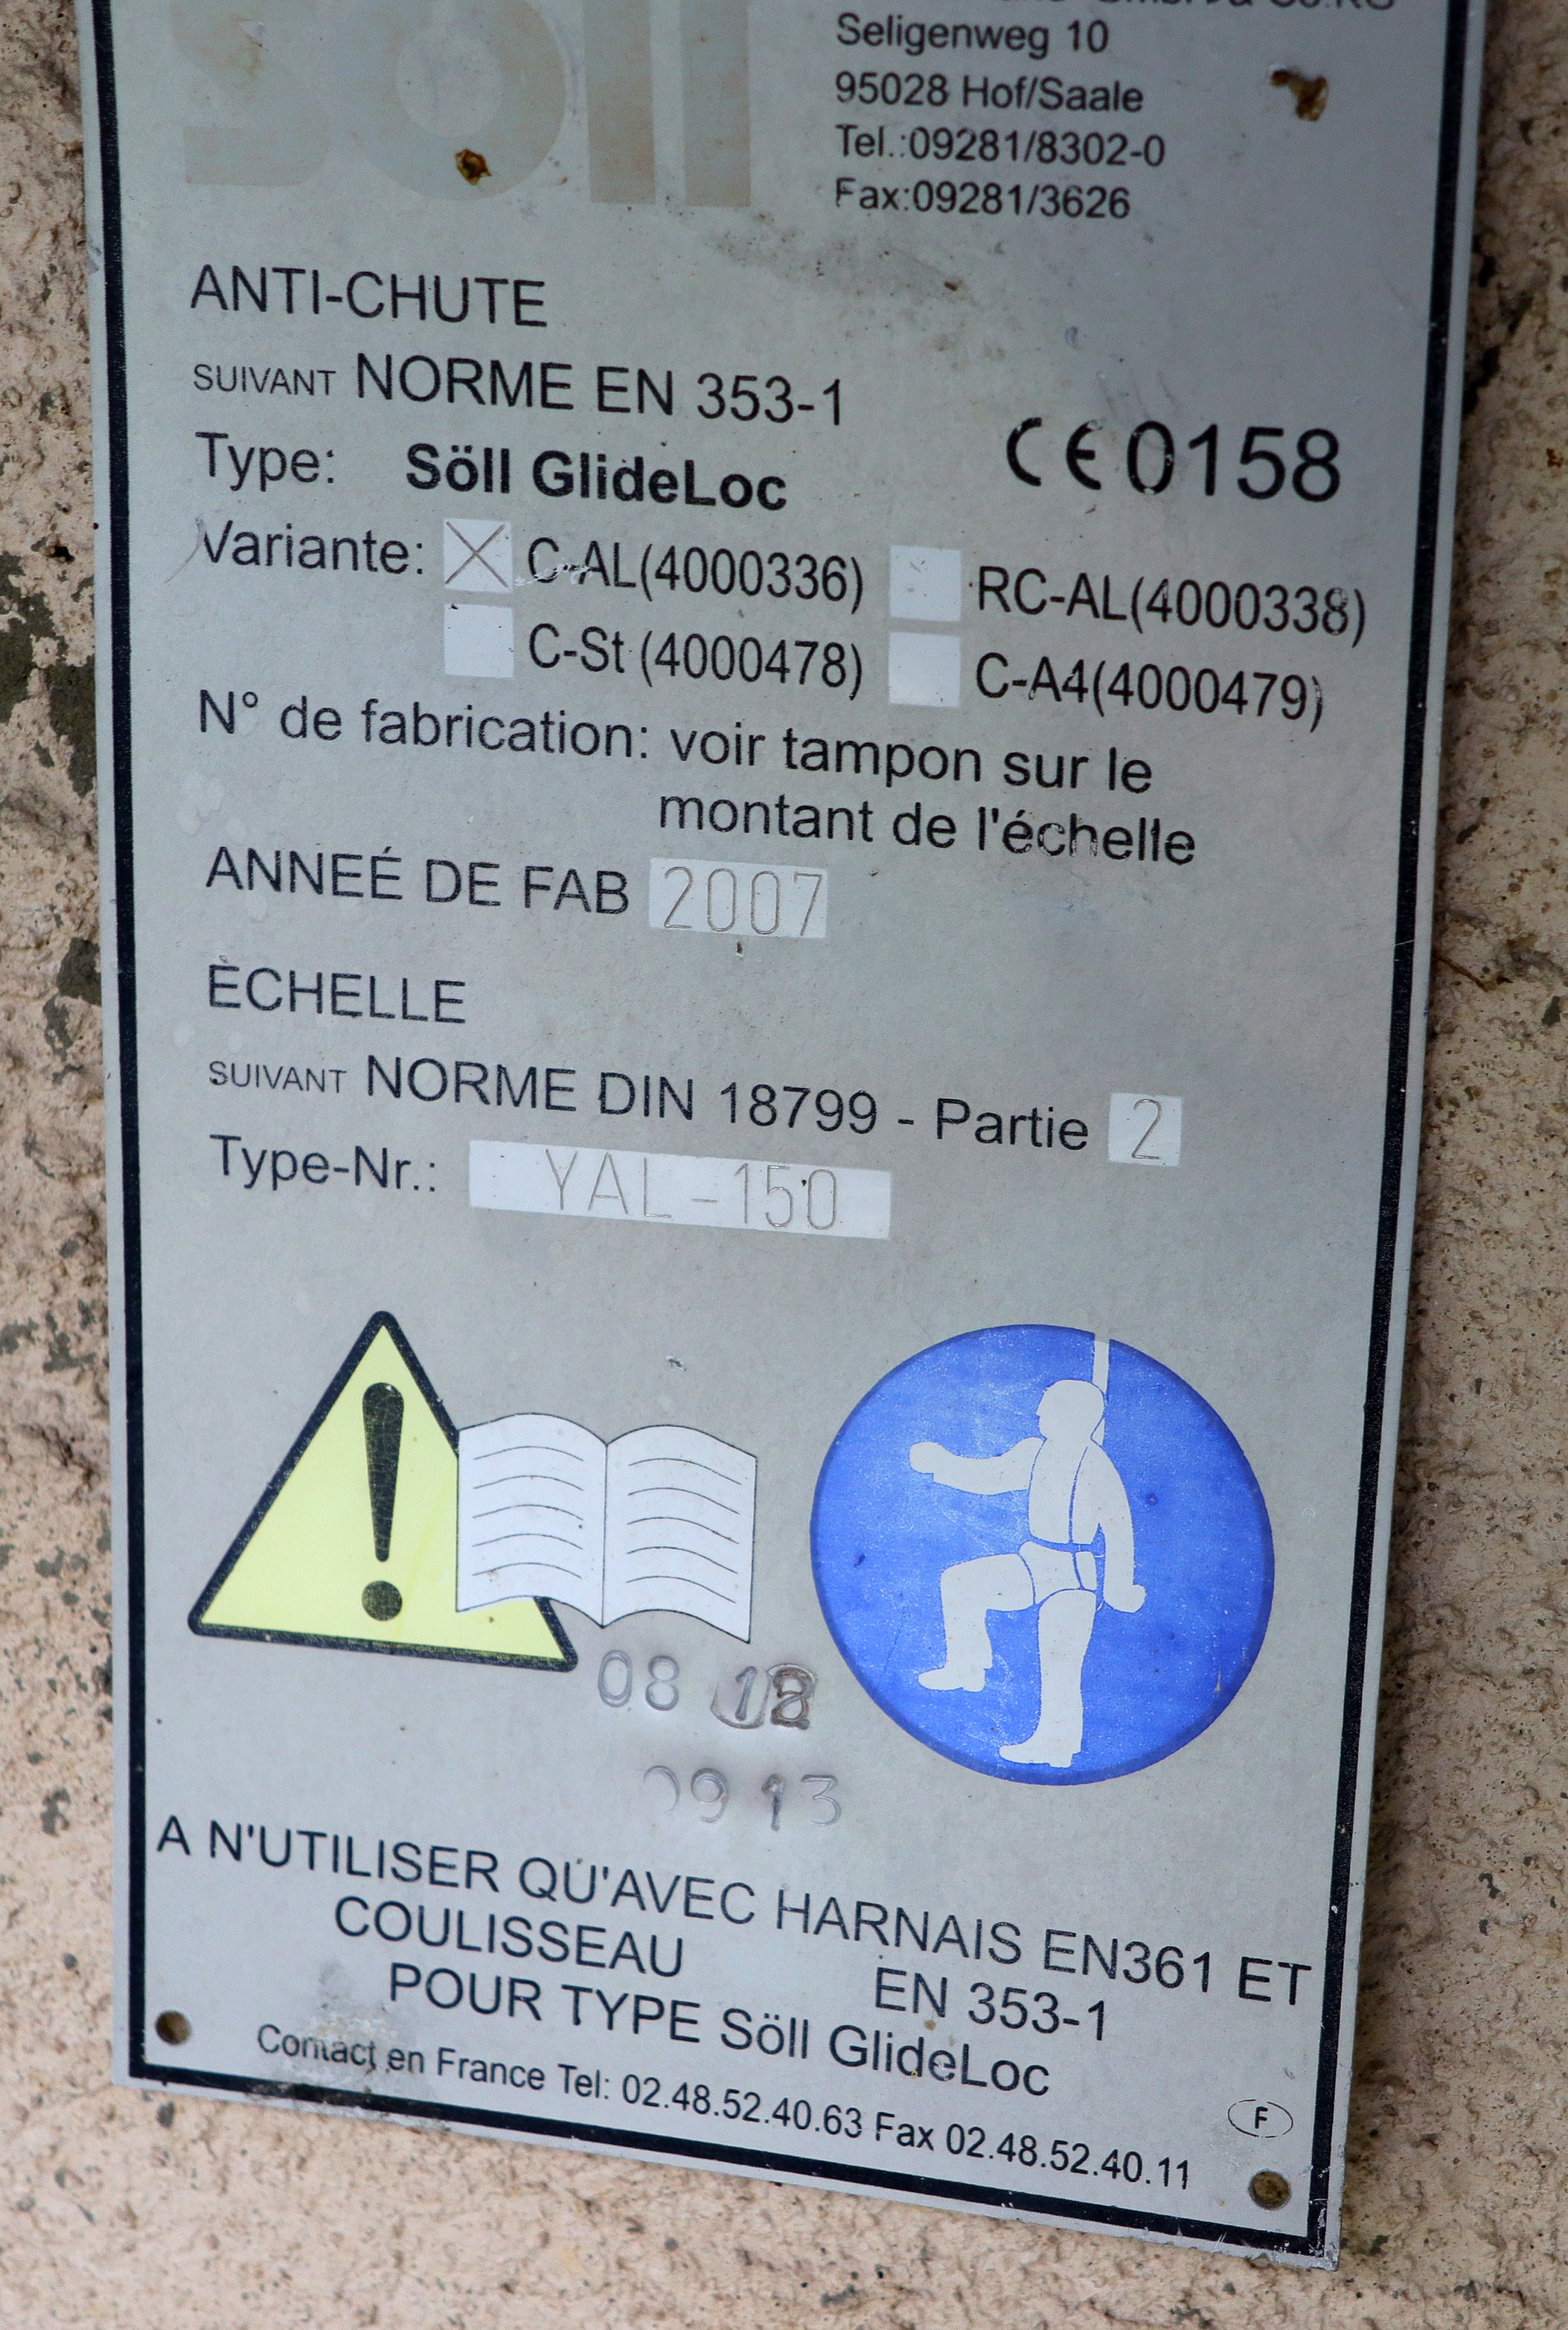 söll
Seligenweg 10
95028 Hof/Saale
Tel.:09281/8302-0
Fax:09281/3626
ANTI-CHUTE
SUIVANT NORME EN 353-1
CE 0158
Type: Söll GlideLoc
Variante: C-AL(4000336) RC-AL(4000338)
C-St (4000478) C-A4(4000479)
N° de fabrication: voir tampon sur le
montant de l'échelle
ANNEÉ DE FAB 2007
ÈCHELLE
SUIVANT NORME DIN 18799 - Partie 2
Type-Nr.: YAL-150
08
09 13
A N'UTILISER QU'AVEC HARNAIS EN361 ET
COULISSEAU EN 353-1
POUR TYPE Söll GlideLoc
Contact en France Tel: 02.48.52.40.63 Fax 02.48.52.40.11
F